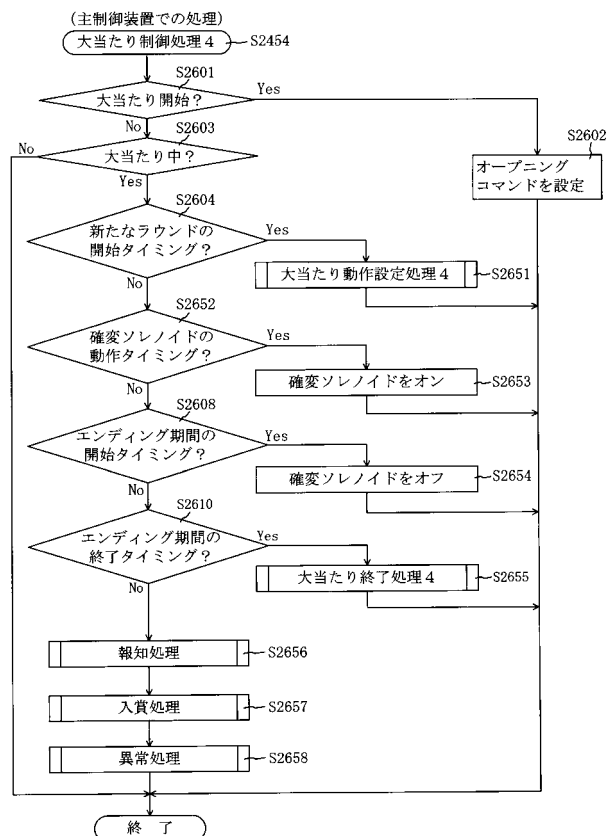 (主制御装置での処理)
大当たり制御処理4
S2454
S2601
大当たり開始?
Yes
No
S2603
No
大当たり中?
Yes
S2602
オープニング
コマンドを設定
S2604
新たなラウンドの
開始タイミング?
Yes
大当たり動作設定処理4
S2651
No
S2652
確変ソレノイドの
動作タイミング?
Yes
確変ソレノイドをオン
S2653
No
S2608
エンディング期間の
開始タイミング?
Yes
確変ソレノイドをオフ
S2654
No
S2610
エンディング期間の
終了タイミング?
Yes
大当たり終了処理4
S2655
No
報知処理
S2656
入賞処理
S2657
異常処理
S2658
終 了